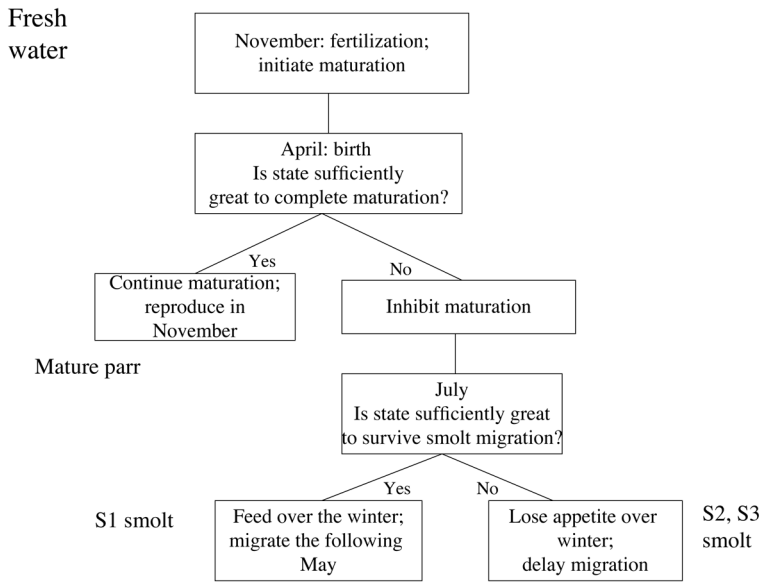 Fresh
water
November: fertilization;
initiate maturation
April: birth
Is state sufficiently
great to complete maturation?
Yes
No
Continue maturation;
reproduce in
November
Inhibit maturation
Mature parr
July
Is state sufficiently great
to survive smolt migration?
Yes
No
S1 smolt
Feed over the winter;
migrate the following
May
Lose appetite over
winter;
delay migration
S2, S3
smolt